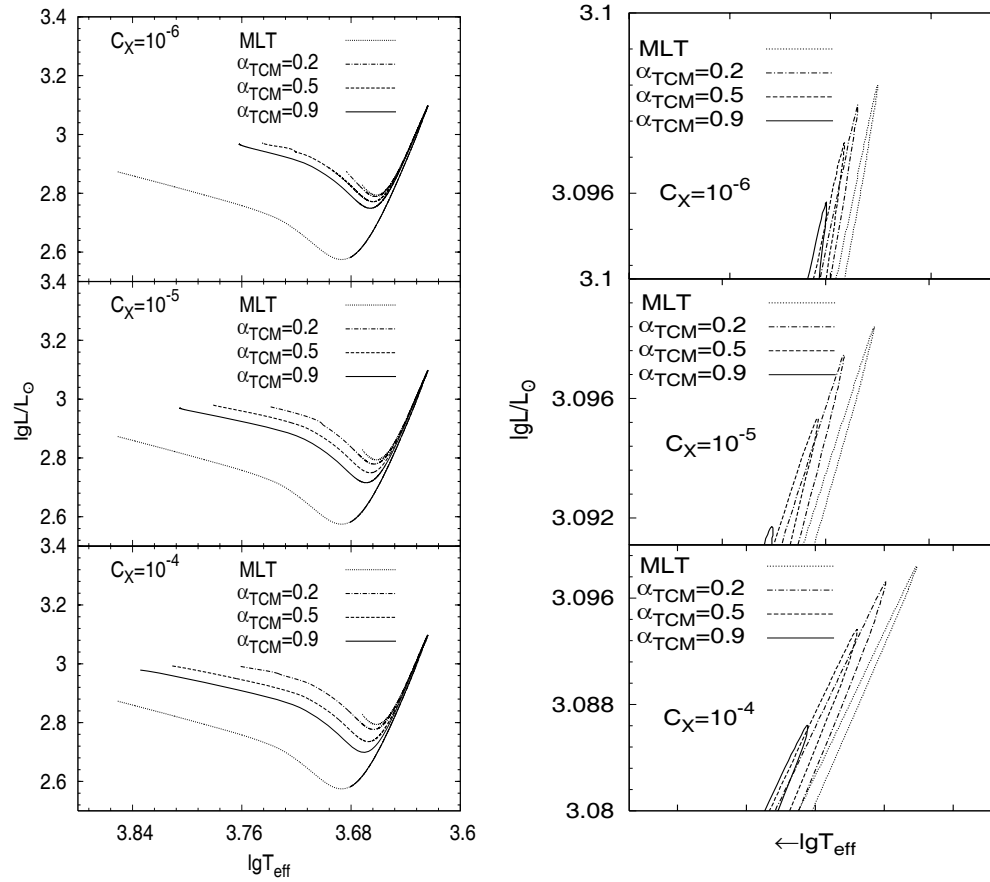 3.4
3.2
3
2.8
2.6
3.4
C_X=10^-6
MLT
α_TCM=0.2
α_TCM=0.5
α_TCM=0.9
3.2
3
2.8
2.6
3.4
C_X=10^-5
MLT
α_TCM=0.2
α_TCM=0.5
α_TCM=0.9
lgL/L_⊙
3.2
3
2.8
2.6
C_X=10^-4
MLT
α_TCM=0.2
α_TCM=0.5
α_TCM=0.9
3.84
3.76
3.68
3.6
lgT_eff
3.1
3.096
3.1
MLT
α_TCM=0.2
α_TCM=0.5
α_TCM=0.9
C_X=10^-6
3.096
3.092
MLT
α_TCM=0.2
α_TCM=0.5
α_TCM=0.9
C_X=10^-5
lgL/L_⊙
3.096
3.088
3.08
MLT
α_TCM=0.2
α_TCM=0.5
α_TCM=0.9
C_X=10^-4
←lgT_eff